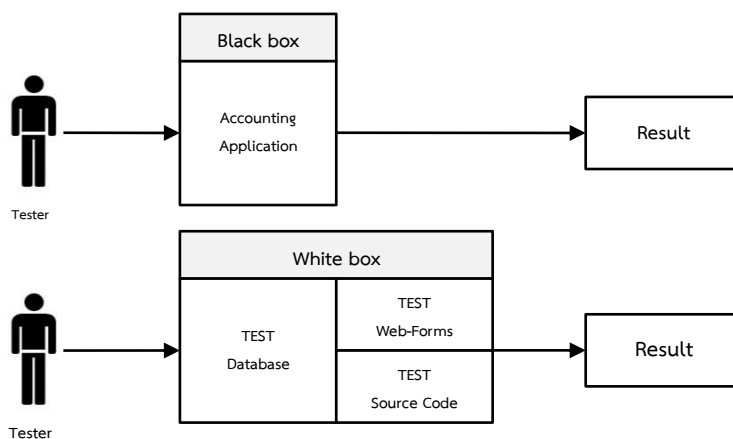 Black box
Accounting
Application
Result
Tester
White box
TEST
Database
TEST
Web-Forms
TEST
Source Code
Result
Tester